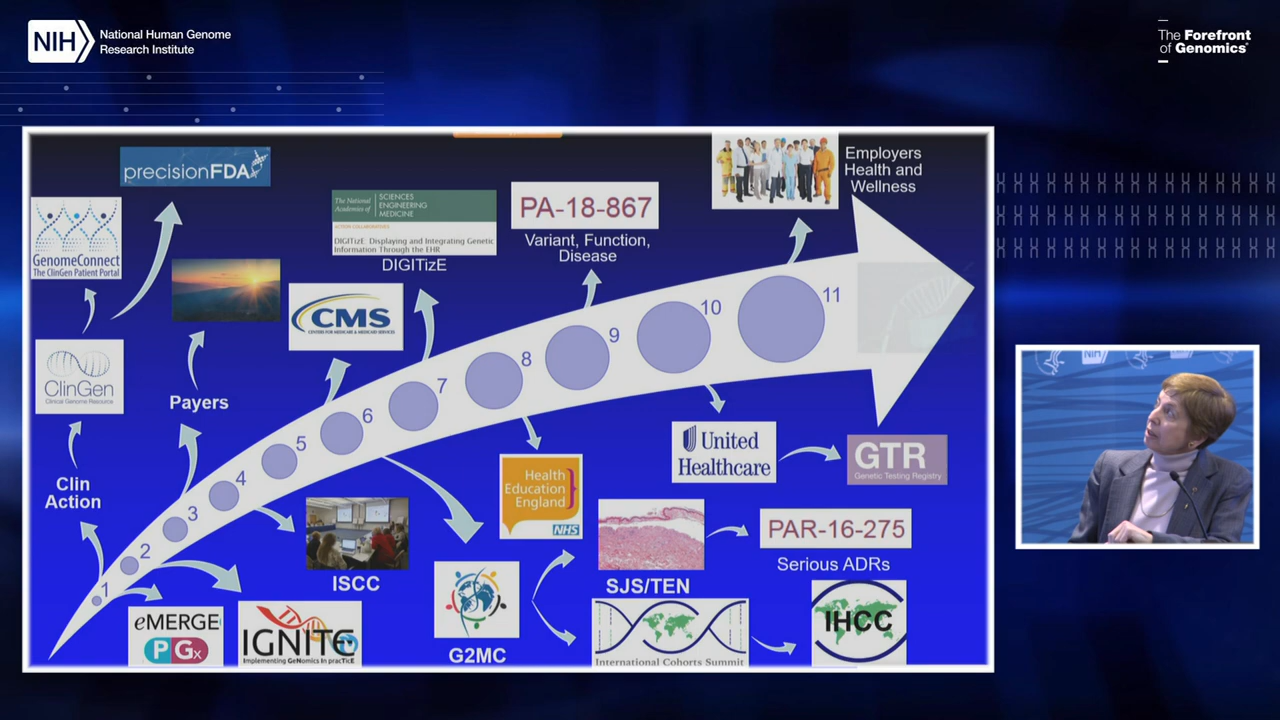 NIH
National Human Genome
Research Institute
The Forefront
of Genomics®
precisionFDA
GenomeConnect
The ClinGen Patient Portal
ClinGen
Clinical Genome Resource
Clin
Action
Payers
The National
Academies of
SCIENCES
ENGINEERING
MEDICINE
ACTION COLLABORATIVES
DIGITizE: Displaying and Integrating Genetic
Information Through the EHR
DIGITizE
CMS
CENTERS FOR MEDICARE & MEDICAID SERVICES
PA-18-867
Variant, Function,
Disease
Employers
Health and
Wellness
1
2
3
4
5
6
7
8
9
10
11
eMERGE
PGx
IGNITE
Implementing GeNomics In pracTicE
ISCC
G2MC
Health
Education
England
NHS
SJS/TEN
International Cohorts Summit
United
Healthcare
GTR
Genetic Testing Registry
PAR-16-275
Serious ADRs
IHCC
NIH